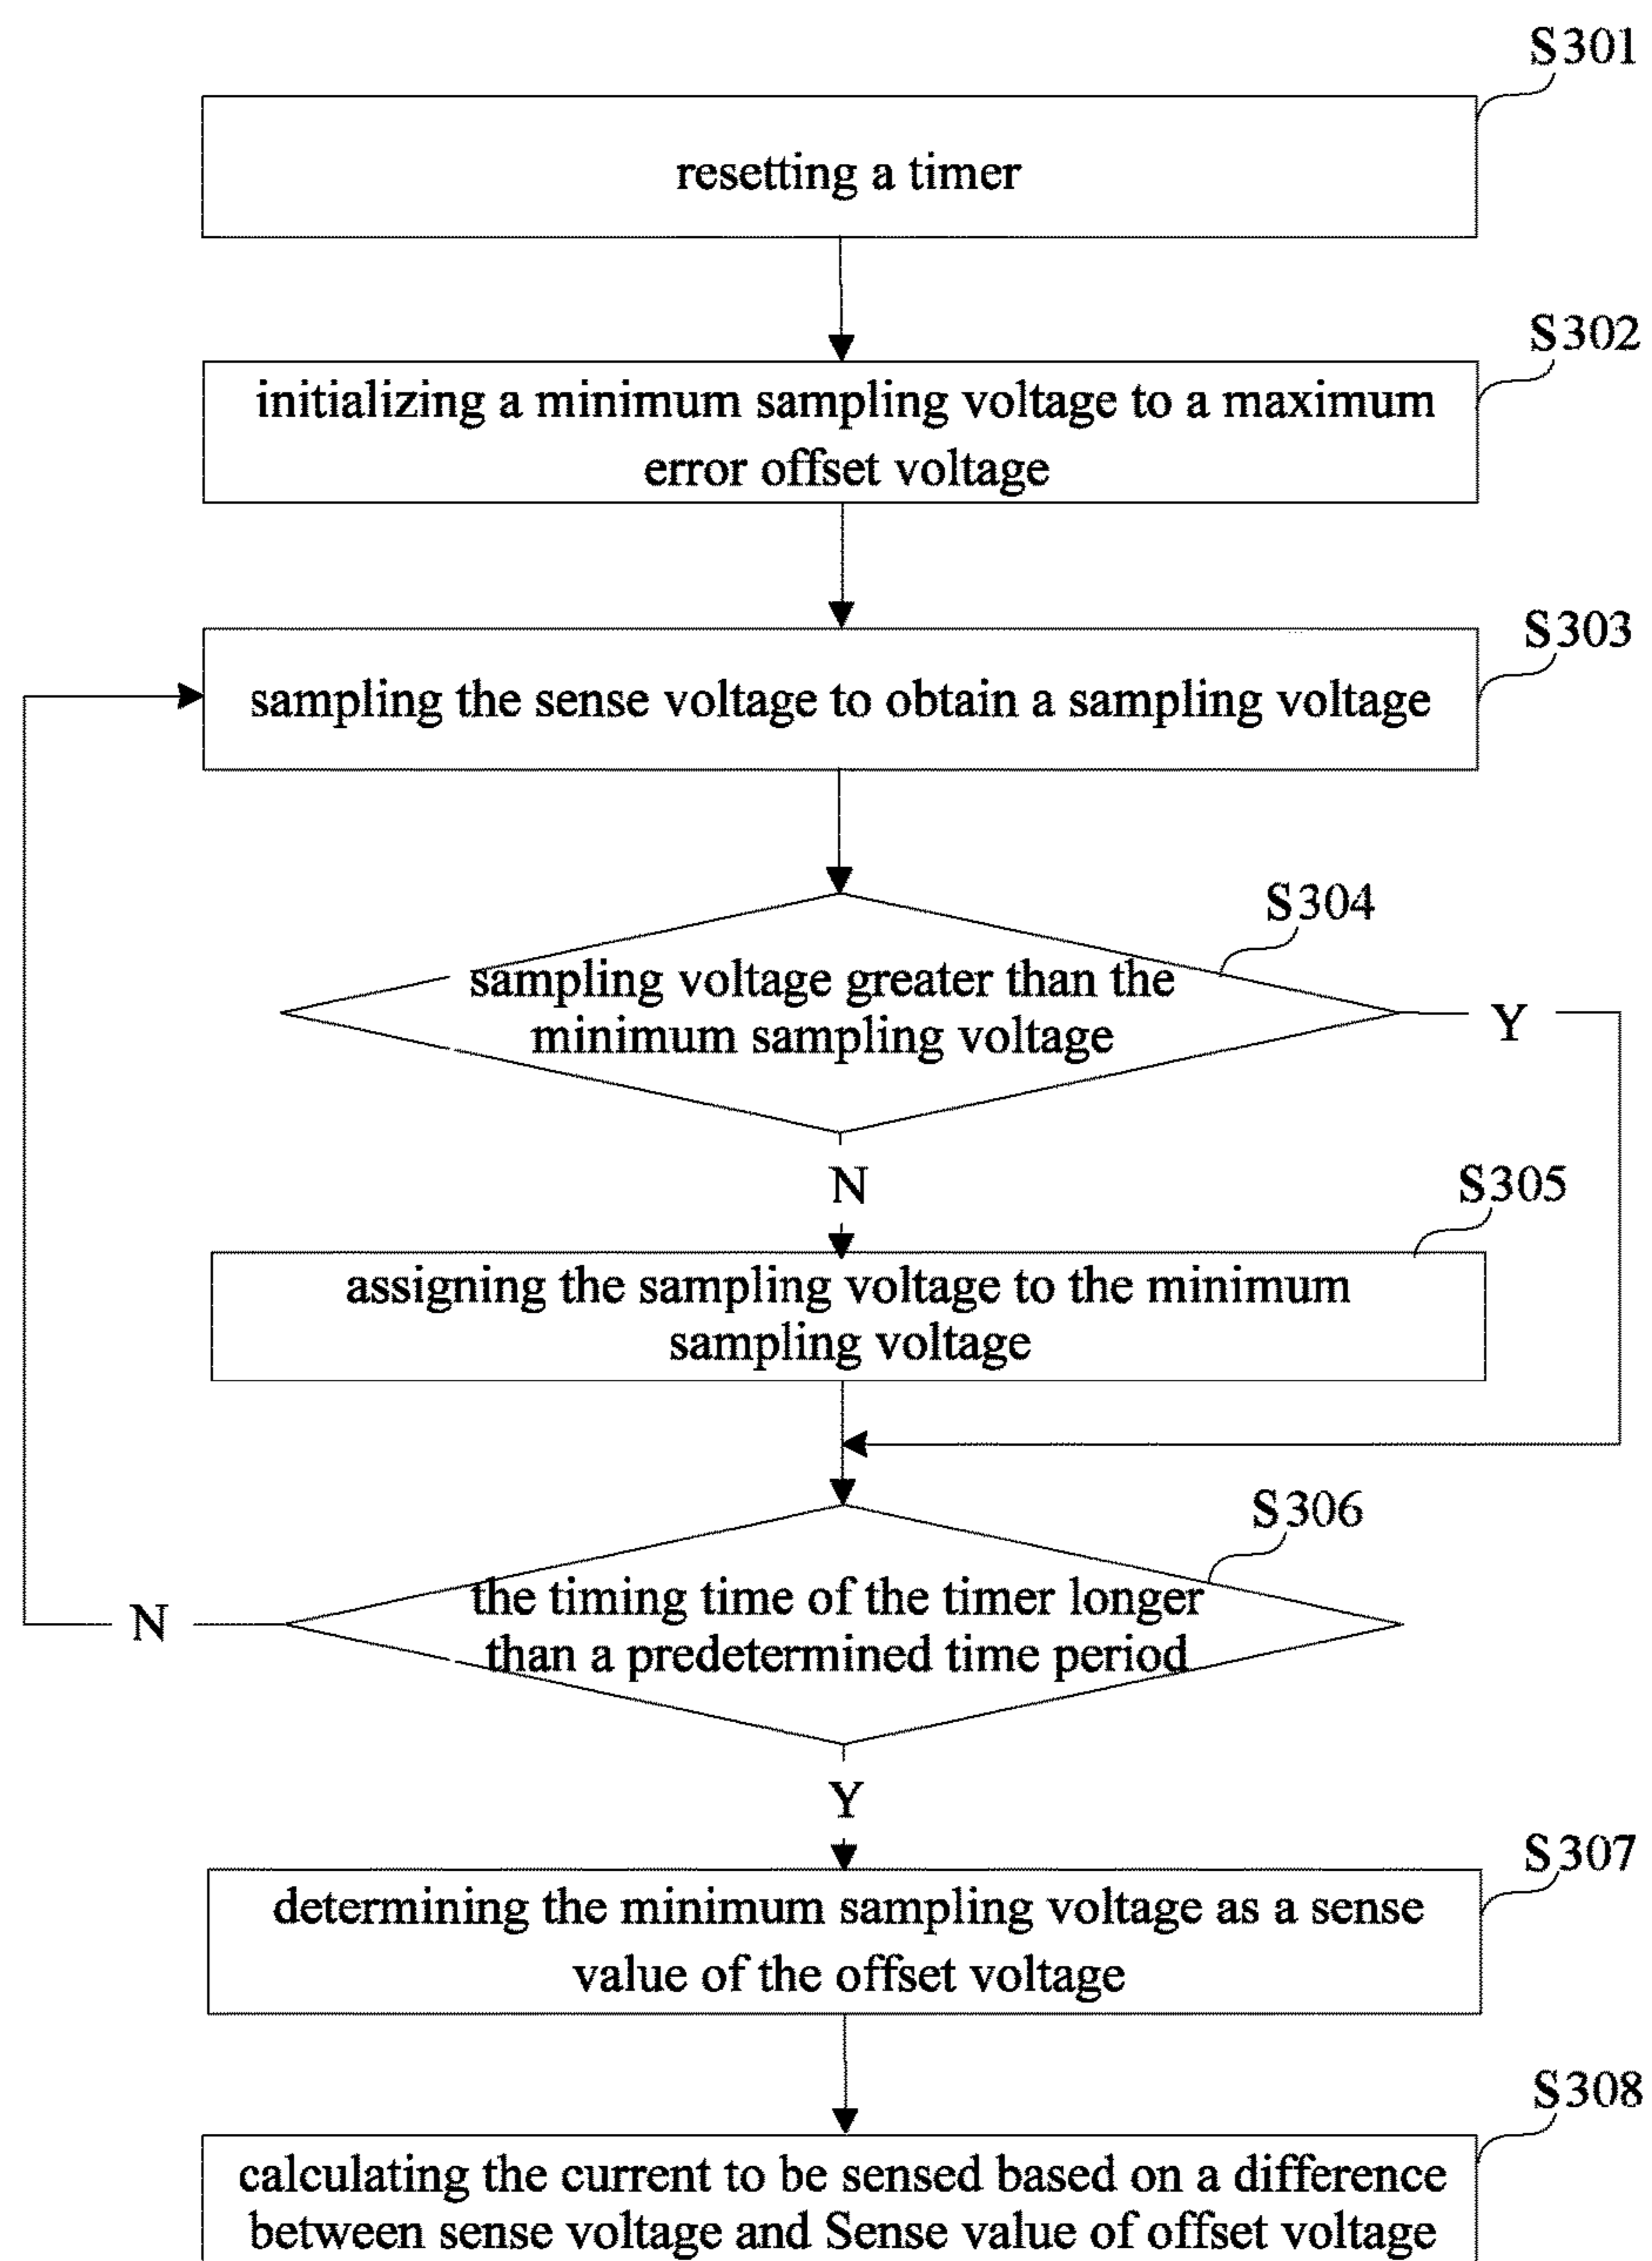 S301
resetting a timer
S302
initializing a minimum sampling voltage to a maximum
error offset voltage
S303
sampling the sense voltage to obtain a sampling voltage
S304
sampling voltage greater than the
minimum sampling voltage
Y
N
S305
assigning the sampling voltage to the minimum
sampling voltage
S306
the timing time of the timer longer
than a predetermined time period
N
Y
S307
determining the minimum sampling voltage as a sense
value of the offset voltage
S308
calculating the current to be sensed based on a difference
between sense voltage and Sense value of offset voltage